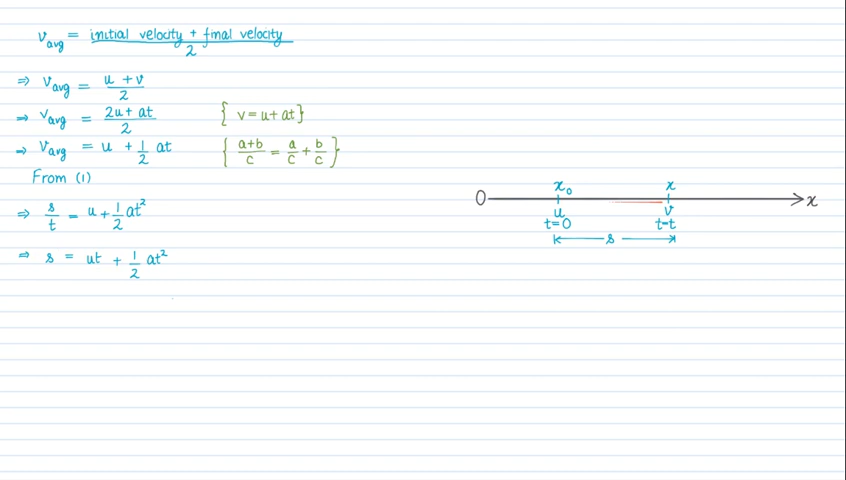 v_avg = (initial velocity + final velocity)/2
⇒ v_avg = (u + v)/2
⇒ v_avg = (2u + at)/2 { v = u + at }
⇒ v_avg = u + 1/2 at { (a+b)/c = a/c + b/c }
From (1)
⇒ s/t = u + 1/2 at²
⇒ s = ut + 1/2 at²
x₀ x
O x
u v
t=0 t=t
s